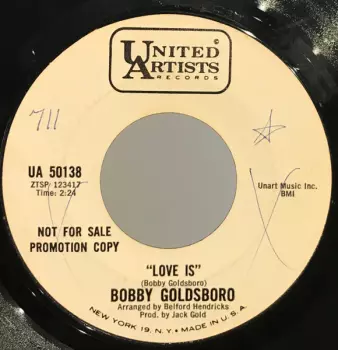 UNITED
ARTISTS
RECORDS
711
UA 50138
ZTSP 123417
Time: 2:24
Unart Music Inc.
BMI
NOT FOR SALE
PROMOTION COPY
"LOVE IS"
(Bobby Goldsboro)
BOBBY GOLDSBORO
Arranged by Belford Hendricks
Prod. by Jack Gold
NEW YORK 19, N.Y. • MADE IN U.S.A.